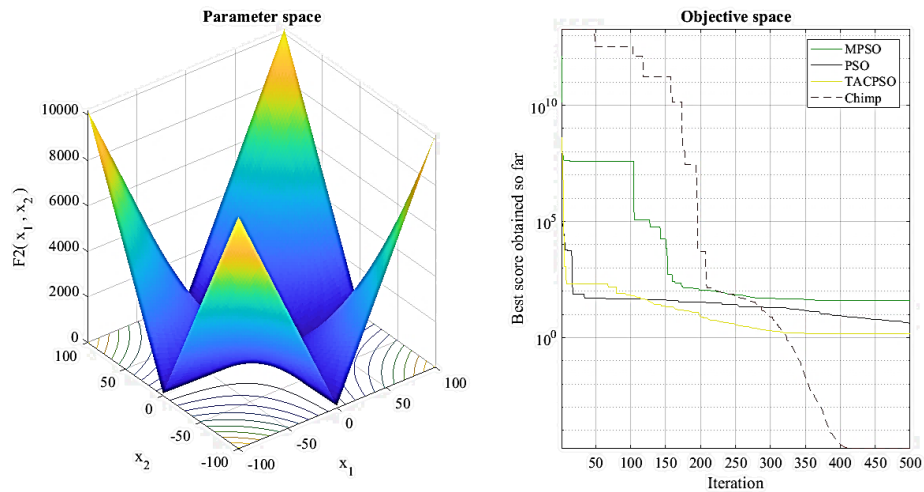 Parameter space
10000
8000
6000
4000
2000
0
F2( x1 , x2 )
100
50
0
-50
-100
x2
-100
-50
0
50
100
x1
Objective space
MPSO
PSO
TACPSO
Chimp
10^10
10^5
10^0
Best score obtained so far
50 100 150 200 250 300 350 400 450 500
Iteration